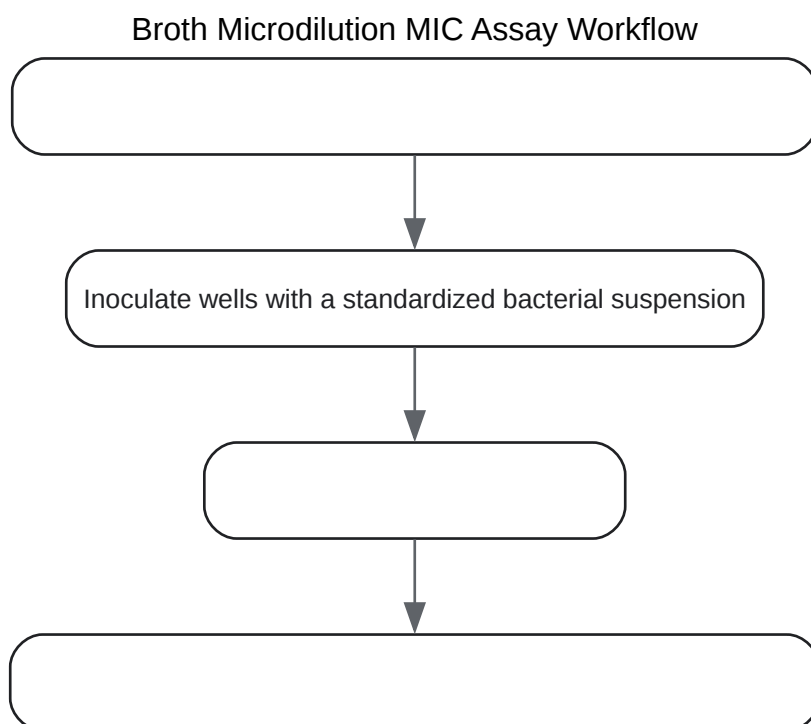 Broth Microdilution MIC Assay Workflow
Inoculate wells with a standardized bacterial suspension